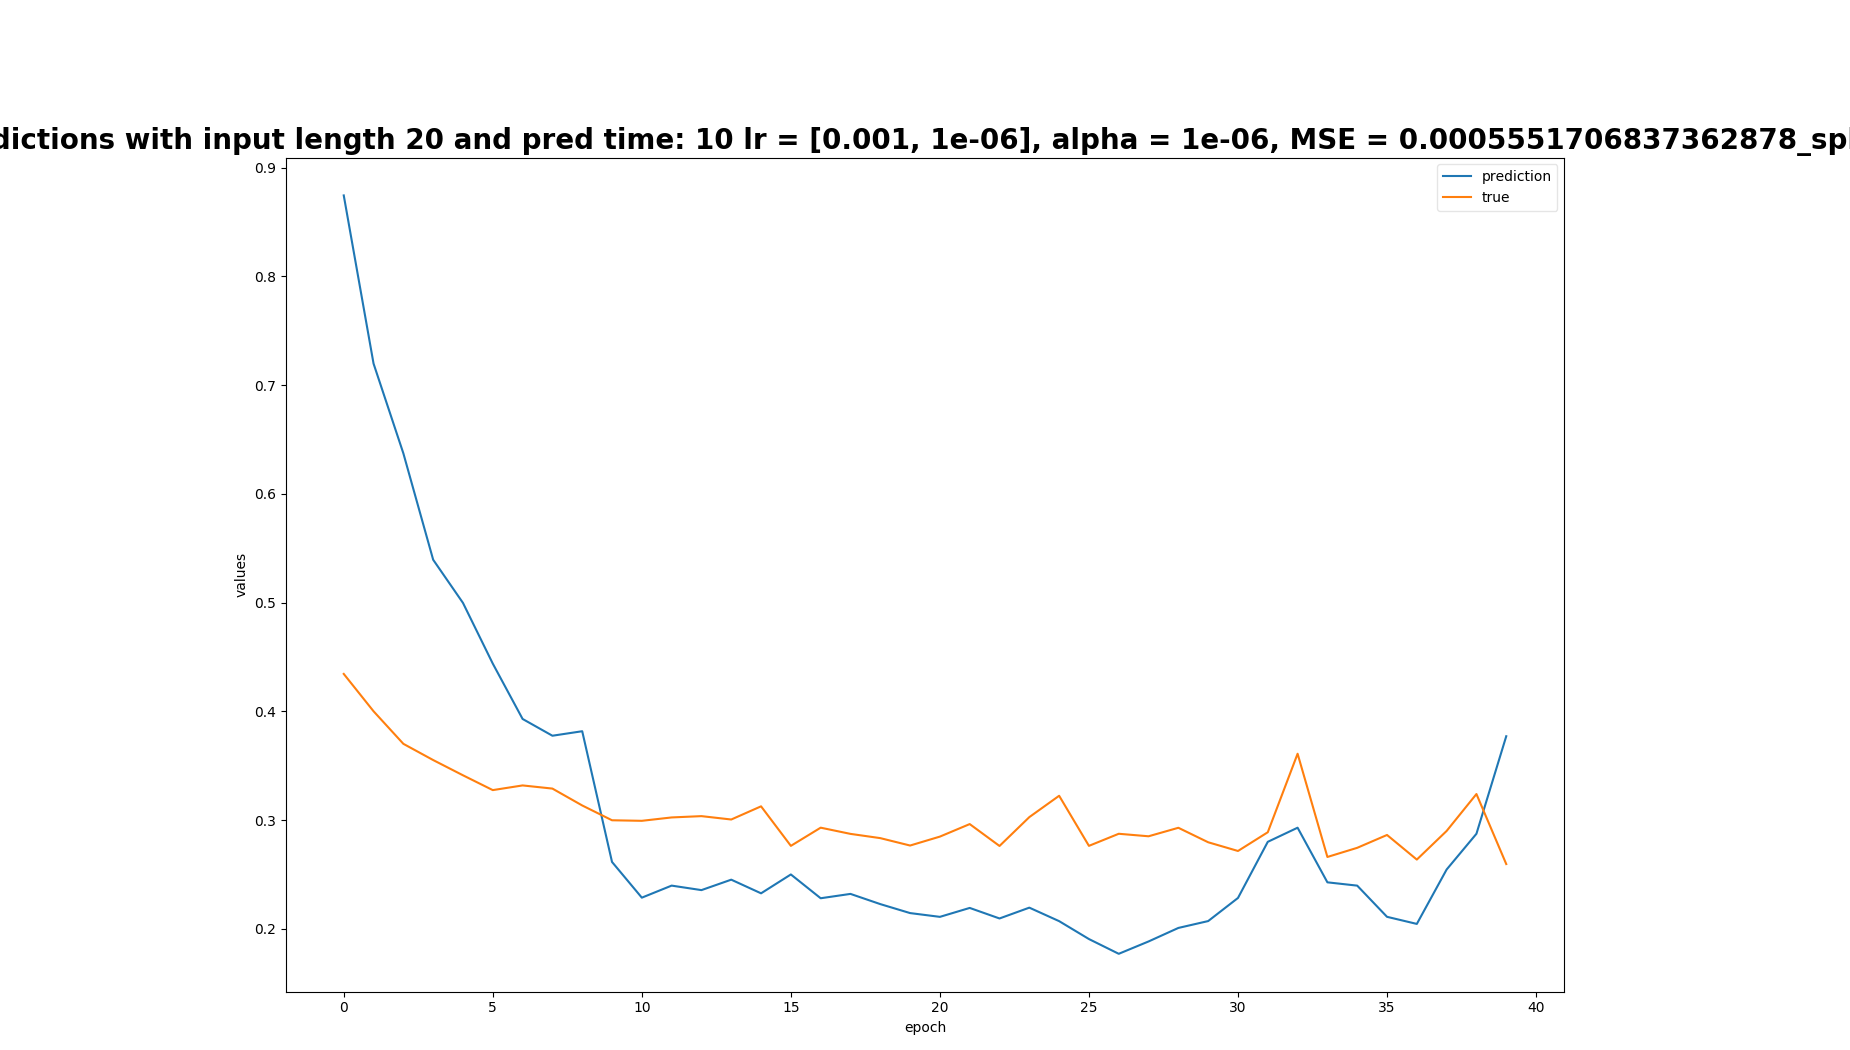 dictions with input length 20 and pred time: 10 lr = [0.001, 1e-06], alpha = 1e-06, MSE = 0.0005551706837362878_spl
prediction
true
0.9
0.8
0.7
0.6
0.5
0.4
0.3
0.2
values
0 5 10 15 20 25 30 35 40
epoch